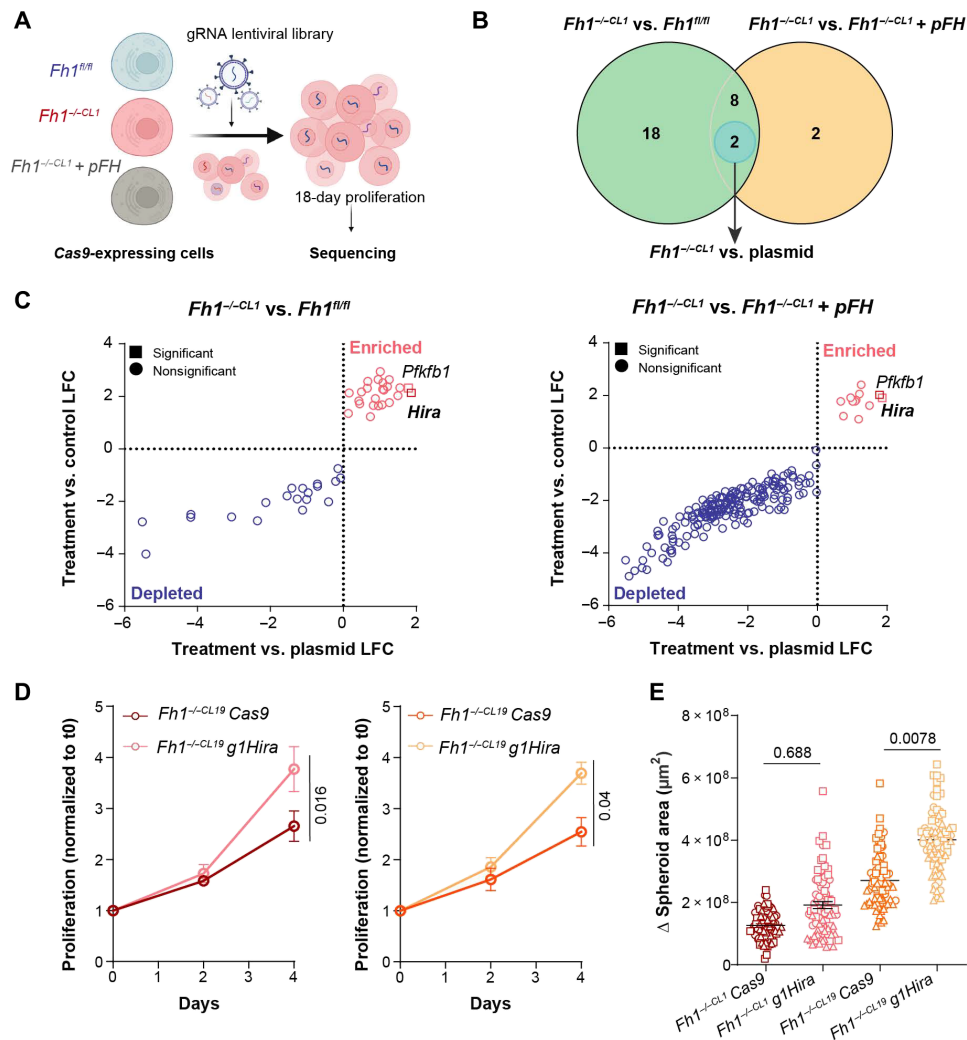 A
gRNA lentiviral library
Fh1fl/fl
Fh1−/−CL1
Fh1−/−CL1 + pFH
18-day proliferation
Cas9-expressing cells
Sequencing
B
Fh1−/−CL1 vs. Fh1fl/fl
Fh1−/−CL1 vs. Fh1−/−CL1 + pFH
8
18
2
2
Fh1−/−CL1 vs. plasmid
C
Fh1−/−CL1 vs. Fh1fl/fl
4
2
0
−2
−4
−6
Treatment vs. control LFC
Significant
Nonsignificant
Enriched
Pfkfb1
Hira
Depleted
−6 −4 −2 0 2
Treatment vs. plasmid LFC
Fh1−/−CL1 vs. Fh1−/−CL1 + pFH
4
2
0
−2
−4
−6
Treatment vs. control LFC
Significant
Nonsignificant
Enriched
Pfkfb1
Hira
Depleted
−6 −4 −2 0 2
Treatment vs. plasmid LFC
D
5
4
3
2
1
0
Proliferation (normalized to t0)
Fh1−/−CL19 Cas9
Fh1−/−CL19 g1Hira
0.016
0 1 2 3 4
Days
5
4
3
2
1
0
Proliferation (normalized to t0)
Fh1−/−CL19 Cas9
Fh1−/−CL19 g1Hira
0.04
0 1 2 3 4
Days
E
8 × 10⁸
6 × 10⁸
4 × 10⁸
2 × 10⁸
0
Δ Spheroid area (μm²)
0.688
0.0078
Fh1−/−CL1 Cas9
Fh1−/−CL1 g1Hira
Fh1−/−CL19 Cas9
Fh1−/−CL19 g1Hira